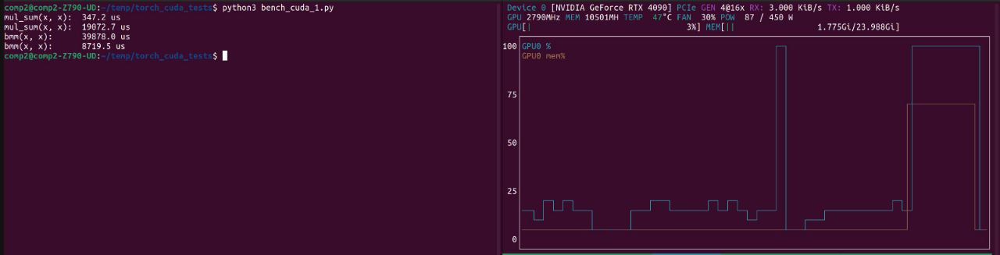 comp2@comp2-Z790-UD:~/temp/torch_cuda_tests$ python3 bench_cuda_1.py
mul_sum(x, x):  347.2 us
mul_sum(x, x):  19072.7 us
bmm(x, x):      39878.0 us
bmm(x, x):      8719.5 us
comp2@comp2-Z790-UD:~/temp/torch_cuda_tests$
Device 0 [NVIDIA GeForce RTX 4090] PCIe GEN 4@16x RX: 3.000 KiB/s TX: 1.000 KiB/s
GPU 2790MHz MEM 10501MH TEMP  47°C FAN  30% POW  87 / 450 W
GPU[| 3%] MEM[|| 1.775Gi/23.988Gi]
100
GPU0 %
GPU0 mem%
75
50
25
0